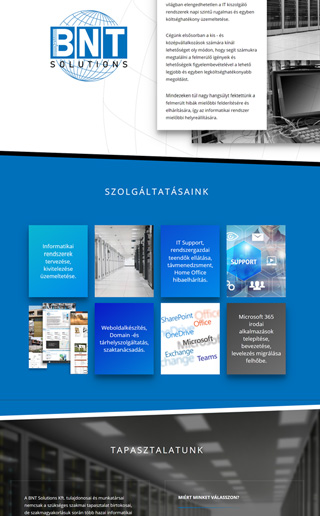 világban elengedhetetlen a IT kiszolgáló
rendszerek napi szintű rugalmas és egyben
költséghatékony üzemeltetése.
Cégünk elsősorban a kis - és
középvállalkozások számára kínál
lehetőséget oly módon, hogy segít számukra
megtalálni a felmerülő igények és
lehetőségek figyelembevételével a lehető
legjobb és egyben legköltséghatékonyabb
megoldást.
Mindezeken túl nagy hangsúlyt fektettünk a
felmerült hibák mielőbbi felderítésére és
elhárítására, így az informatikai rendszer
mielőbbi helyreállítására.
BNT
SOLUTIONS
SZOLGÁLTATÁSAINK
Informatikai
rendszerek
tervezése,
kivitelezése
üzemeltetése.
IT Support,
rendszergazdai
teendők ellátása,
távmenedzsment,
Home Office
hibaelhárítás.
SUPPORT
Weboldalkészítés,
Domain -és
tárhelyszolgáltatás,
szaktanácsadás.
SharePoint
Office
OneDrive
Microsoft
Exchange
Teams
Microsoft 365
irodai
alkalmazások
telepítése,
bevezetése,
levelezés migrálása
felhőbe.
TAPASZTALATUNK
A BNT Solutions Kft. tulajdonosai és munkatársai
nemcsak a szükséges szakmai tapasztalat birtokosai,
de szakmagyakorlásuk során több hazai informatikai
MIÉRT MINKET VÁLASSZON?